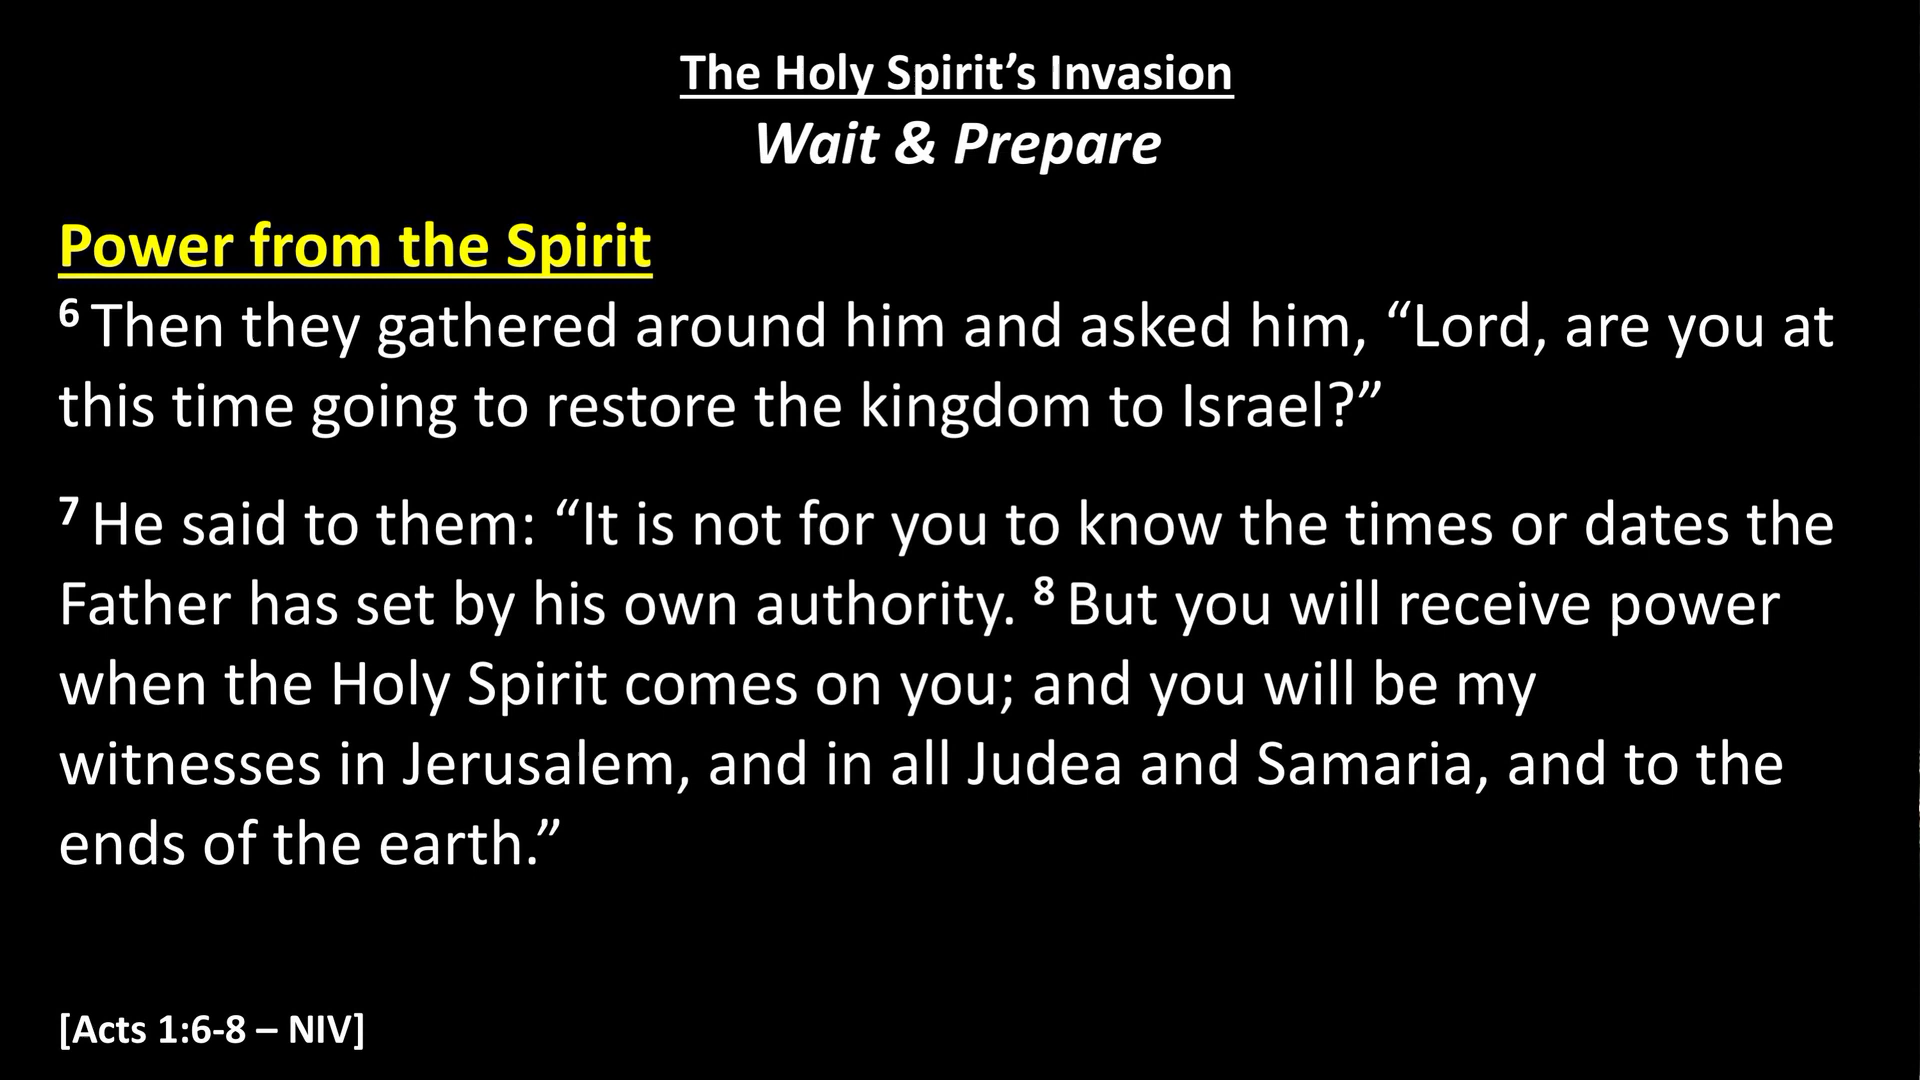 The Holy Spirit’s Invasion
Wait & Prepare
Power from the Spirit
6 Then they gathered around him and asked him, “Lord, are you at
this time going to restore the kingdom to Israel?”
7 He said to them: “It is not for you to know the times or dates the
Father has set by his own authority. 8 But you will receive power
when the Holy Spirit comes on you; and you will be my
witnesses in Jerusalem, and in all Judea and Samaria, and to the
ends of the earth.”
[Acts 1:6-8 – NIV]